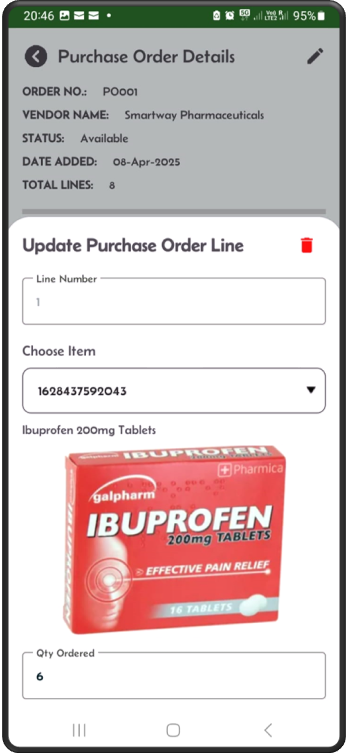 20:46 95%
Purchase Order Details
ORDER NO.: PO001
VENDOR NAME: Smartway Pharmaceuticals
STATUS: Available
DATE ADDED: 08-Apr-2025
TOTAL LINES: 8
Update Purchase Order Line
Line Number
1
Choose Item
1628437592043
Ibuprofen 200mg Tablets
Pharmica
galpharm
IBUPROFEN
200mg TABLETS
EFFECTIVE PAIN RELIEF
16 TABLETS
IBUPROFEN
Qty Ordered
6